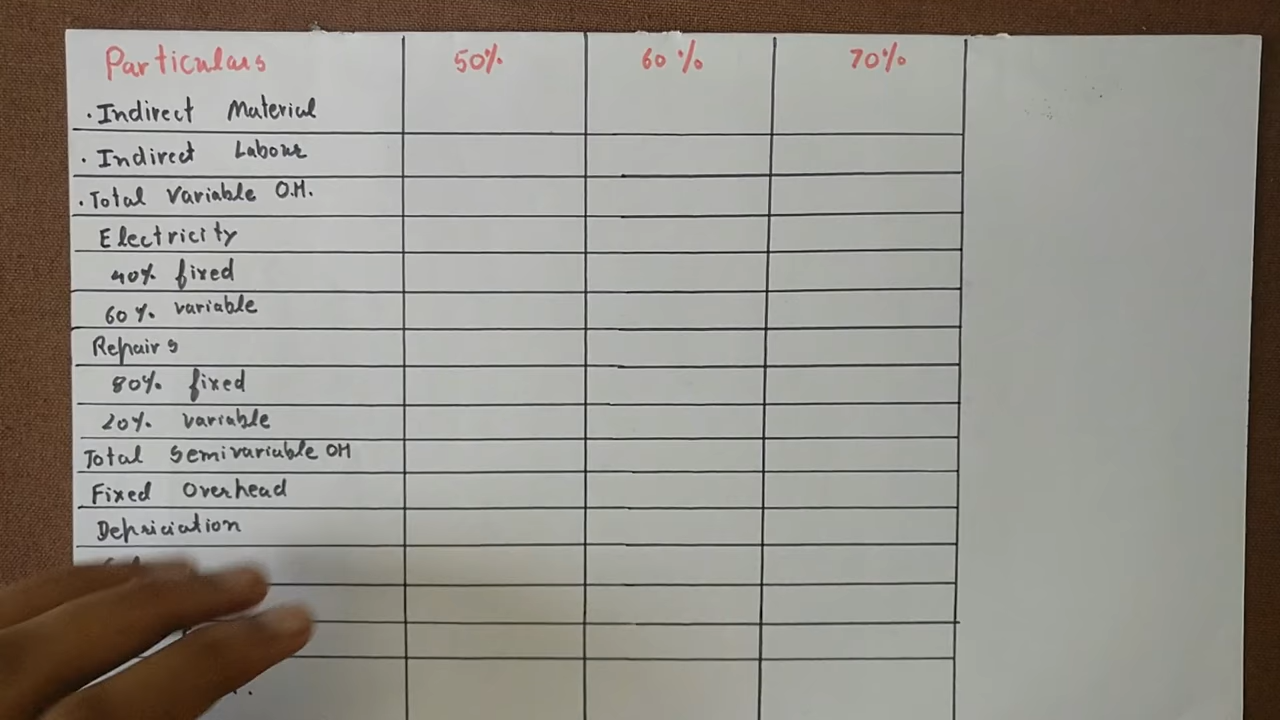 Particulars 50% 60% 70%
. Indirect Material
. Indirect Labour
. Total Variable O.H.
Electricity
40% fixed
60%. variable
Repairs
80% fixed
20%. variable
Total Semivariable OH
Fixed Overhead
Depriciation